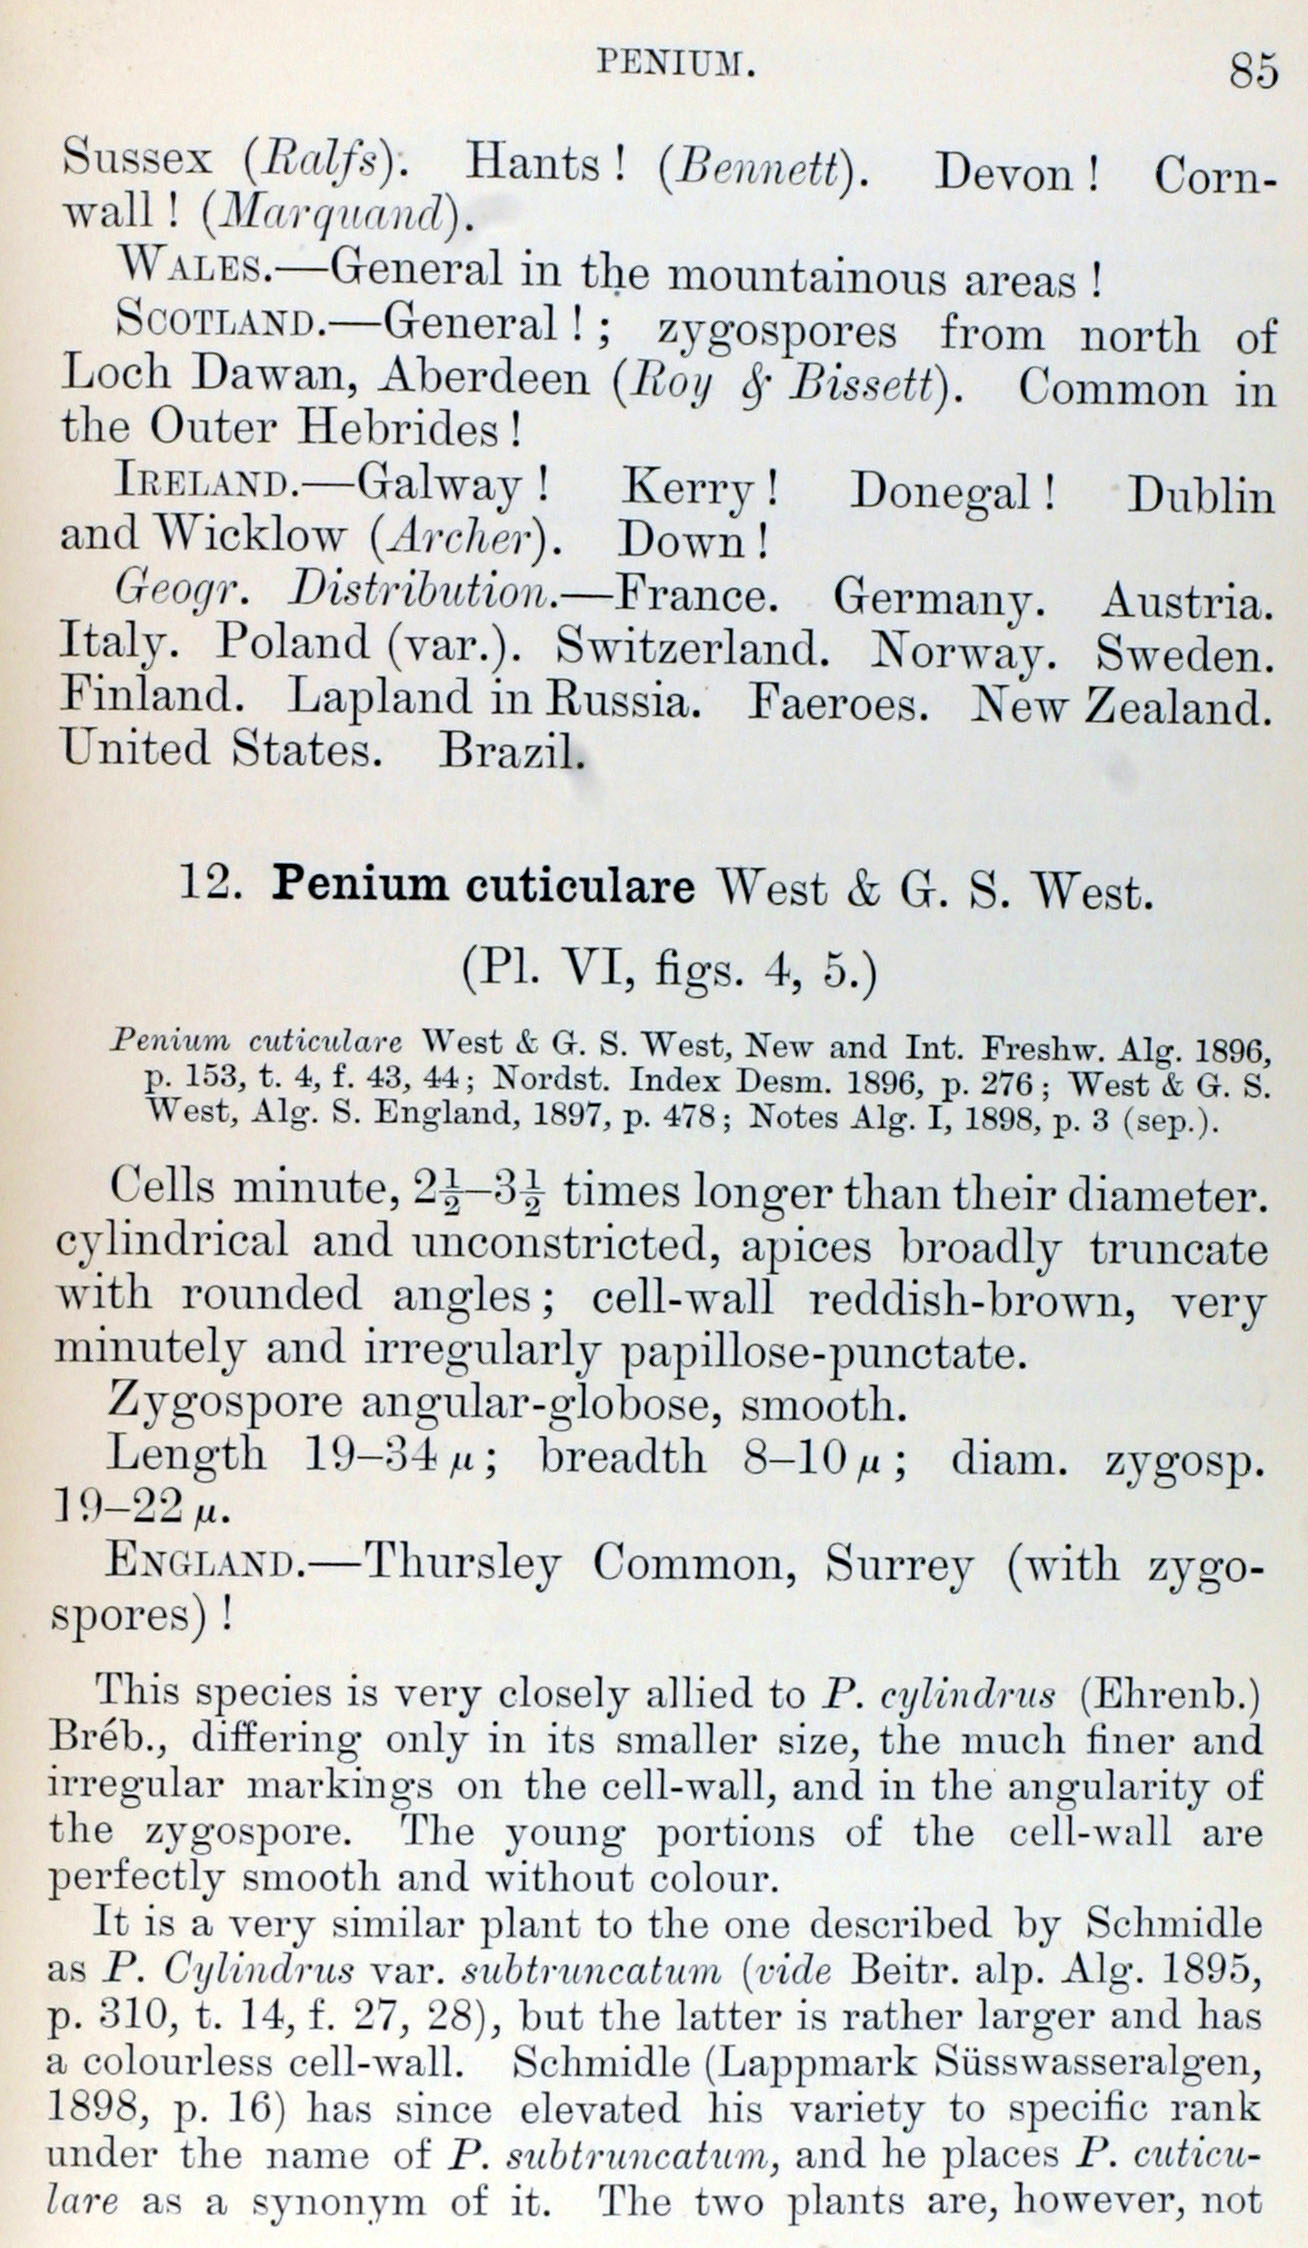 PENIUM. 85
Sussex (Ralfs). Hants! (Bennett). Devon! Corn-
wall! (Marquand).
WALES.—General in the mountainous areas!
SCOTLAND.—General!; zygospores from north of
Loch Dawan, Aberdeen (Roy & Bissett). Common in
the Outer Hebrides!
IRELAND.—Galway! Kerry! Donegal! Dublin
and Wicklow (Archer). Down!
Geogr. Distribution.—France. Germany. Austria.
Italy. Poland (var.). Switzerland. Norway. Sweden.
Finland. Lapland in Russia. Faeroes. New Zealand.
United States. Brazil.
12. Penium cuticulare West & G. S. West.
(Pl. VI, figs. 4, 5.)
Penium cuticulare West & G. S. West, New and Int. Freshw. Alg. 1896,
p. 153, t. 4, f. 43, 44; Nordst. Index Desm. 1896, p. 276; West & G. S.
West, Alg. S. England, 1897, p. 478; Notes Alg. I, 1898, p. 3 (sep.).
Cells minute, 2½–3½ times longer than their diameter.
cylindrical and unconstricted, apices broadly truncate
with rounded angles; cell-wall reddish-brown, very
minutely and irregularly papillose-punctate.
Zygospore angular-globose, smooth.
Length 19–34 μ; breadth 8–10 μ; diam. zygosp.
19–22 μ.
ENGLAND.—Thursley Common, Surrey (with zygo-
spores)!
This species is very closely allied to P. cylindrus (Ehrenb.)
Bréb., differing only in its smaller size, the much finer and
irregular markings on the cell-wall, and in the angularity of
the zygospore. The young portions of the cell-wall are
perfectly smooth and without colour.
It is a very similar plant to the one described by Schmidle
as P. Cylindrus var. subtruncatum (vide Beitr. alp. Alg. 1895,
p. 310, t. 14, f. 27, 28), but the latter is rather larger and has
a colourless cell-wall. Schmidle (Lappmark Süsswasseralgen,
1898, p. 16) has since elevated his variety to specific rank
under the name of P. subtruncatum, and he places P. cuticu-
lare as a synonym of it. The two plants are, however, not